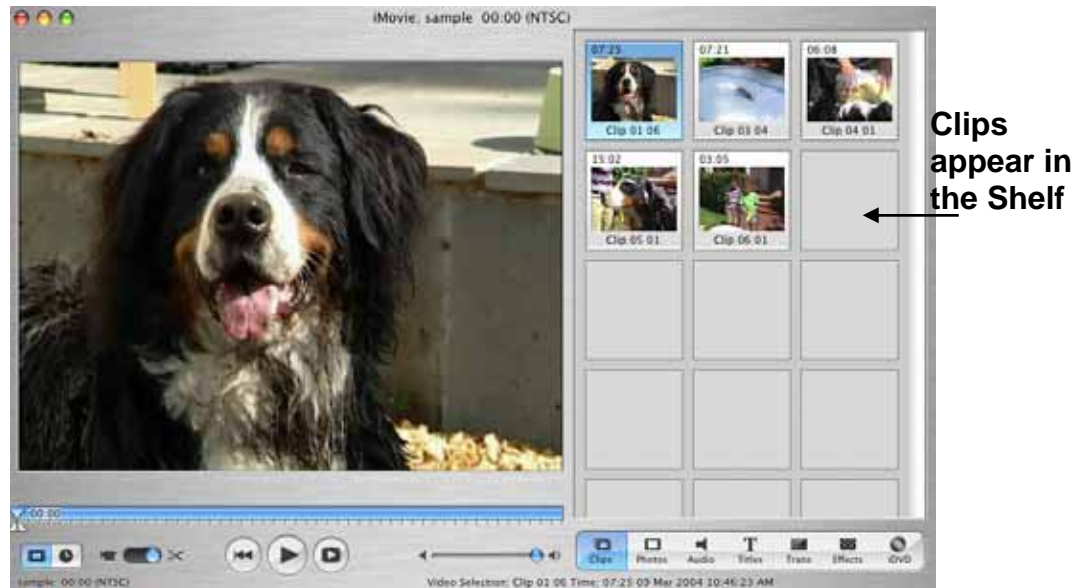 iMovie: sample 00:00 (NTSC)
07:25
07:21
06:08
Clip 01 06
Clip 03 04
Clip 04 01
15:02
03:05
Clip 05 01
Clip 06 01
Clips
appear in
the Shelf
00:00
Clips
Photos
Audio
Titles
Trans
Effects
iDVD
sample 00:00 (NTSC)
Video Selection: Clip 01 06 Time: 07:25 09 Mar 2004 10:46:23 AM